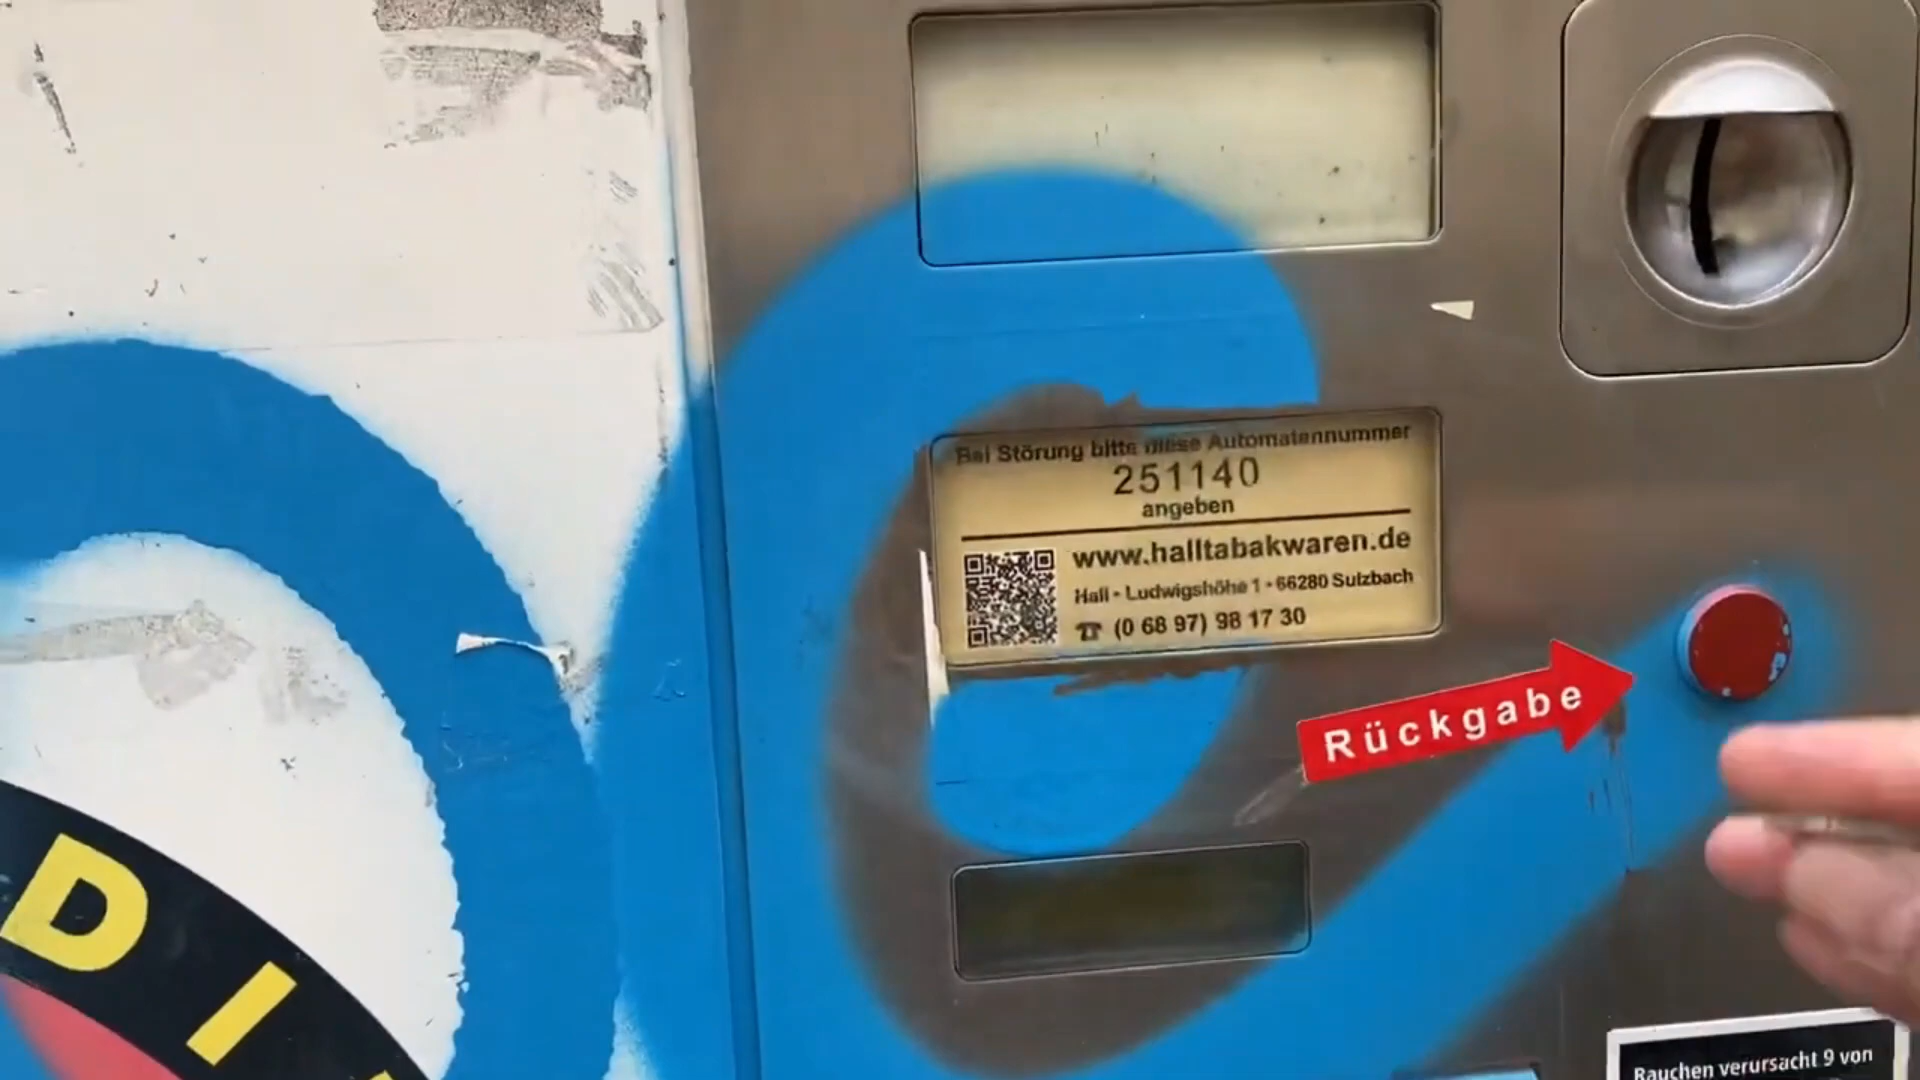 Bei Störung bitte diese Automatennummer
251140
angeben
www.halltabakwaren.de
Hall • Ludwigshöhe 1 • 66280 Sulzbach
☎ (0 68 97) 98 17 30
Rückgabe
DI
Rauchen verursacht 9 von